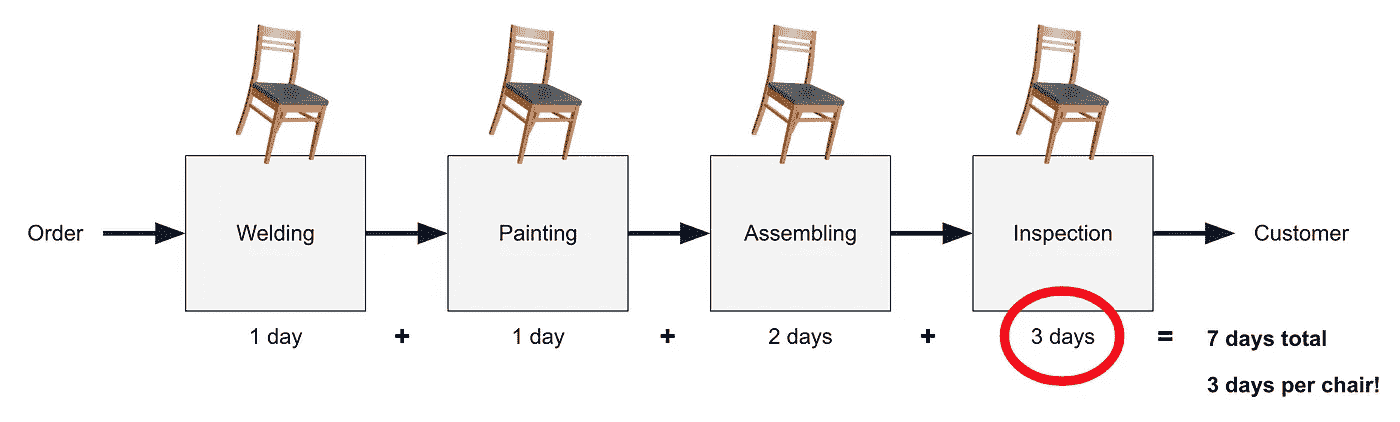 Order
Welding
Painting
Assembling
Inspection
Customer
1 day + 1 day + 2 days + 3 days = 7 days total
3 days per chair!